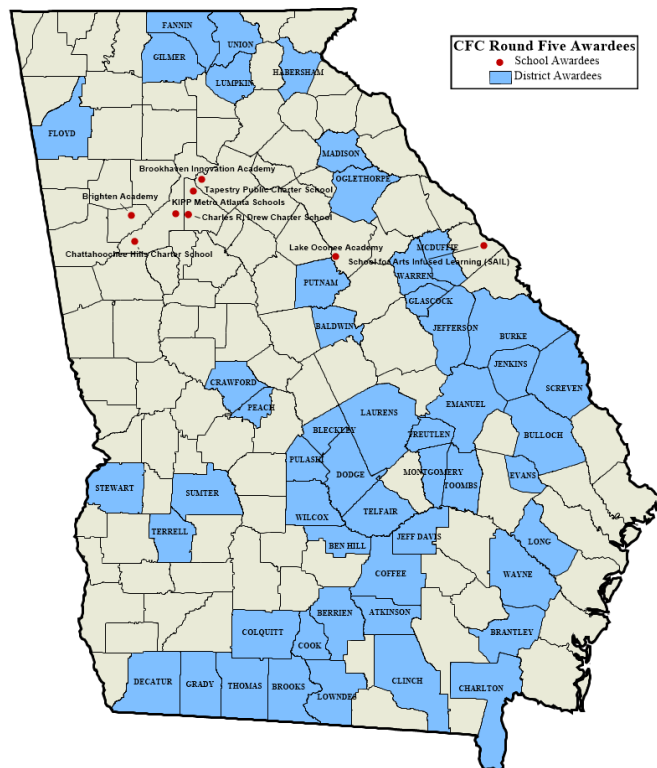 CFC Round Five Awardees
School Awardees
District Awardees
FANNIN
UNION
GILMER
LUMPKIN
HABERSHAM
FLOYD
MADISON
Brookhaven Innovation Academy
OGLETHORPE
Tapestry Public Charter School
Brighten Academy
KIPP Metro Atlanta Schools
Charles R. Drew Charter School
Chattahoochee Hills Charter School
Lake Oconee Academy
MCDUFFIE
School for Arts Infused Learning (SAIL)
WARREN
PUTNAM
GLASCOCK
BALDWIN
JEFFERSON
BURKE
JENKINS
CRAWFORD
SCREVEN
PEACH
LAURENS
EMANUEL
BLECKLEY
TREUTLEN
BULLOCH
PULASKI
DODGE
MONTGOMERY
EVANS
STEWART
SUMTER
TOOMBS
TELFAIR
WILCOX
TERRELL
JEFF DAVIS
LONG
BEN HILL
COFFEE
WAYNE
BERRIEN
ATKINSON
COLQUITT
BRANTLEY
COOK
DECATUR
GRADY
THOMAS
BROOKS
CLINCH
CHARLTON
LOWNDES